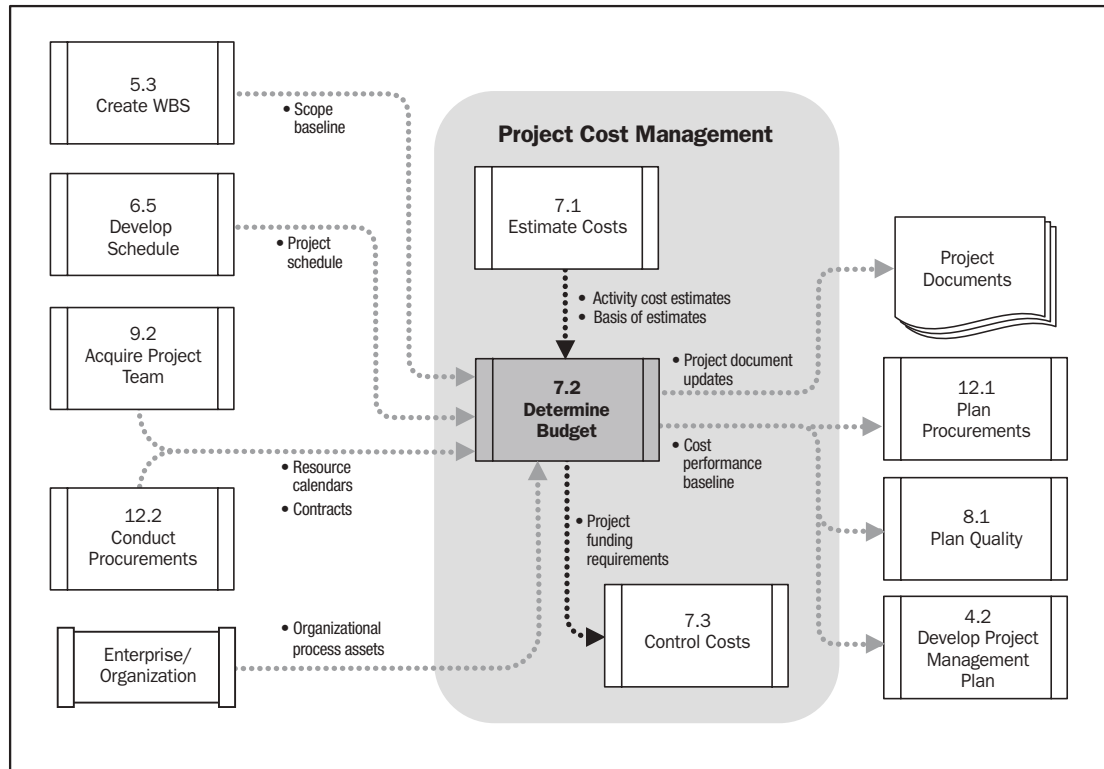 5.3
Create WBS
• Scope
baseline
6.5
Develop
Schedule
• Project
schedule
9.2
Acquire Project
Team
• Resource
calendars
• Contracts
12.2
Conduct
Procurements
Enterprise/
Organization
• Organizational
process assets
Project Cost Management
7.1
Estimate Costs
• Activity cost estimates
• Basis of estimates
7.2
Determine
Budget
• Project document
updates
• Cost
performance
baseline
• Project
funding
requirements
7.3
Control Costs
Project
Documents
12.1
Plan
Procurements
8.1
Plan Quality
4.2
Develop Project
Management
Plan